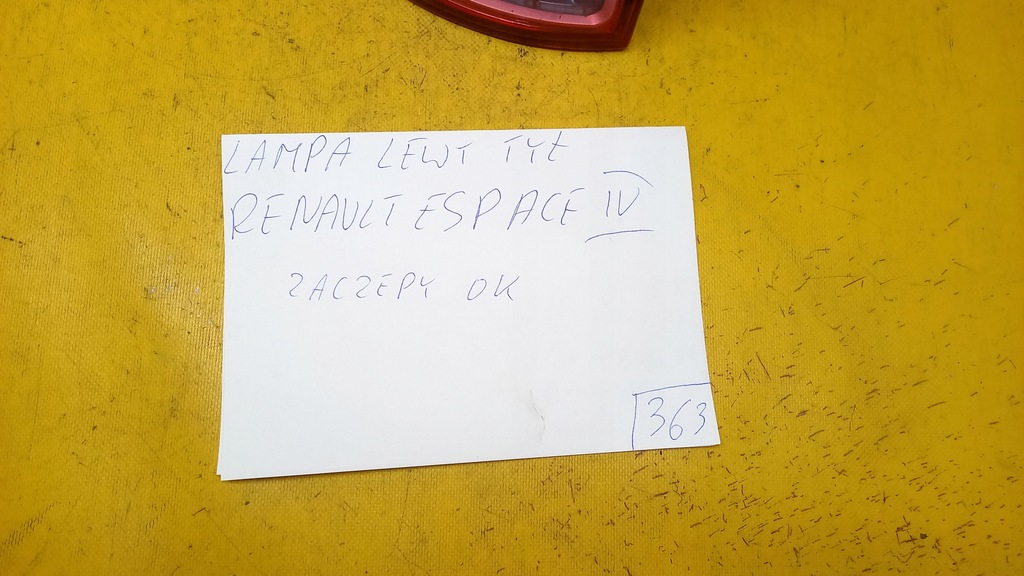 LAMPA LEWY TYŁ
RENAULT ESPACE IV
ZACZEPY OK
363